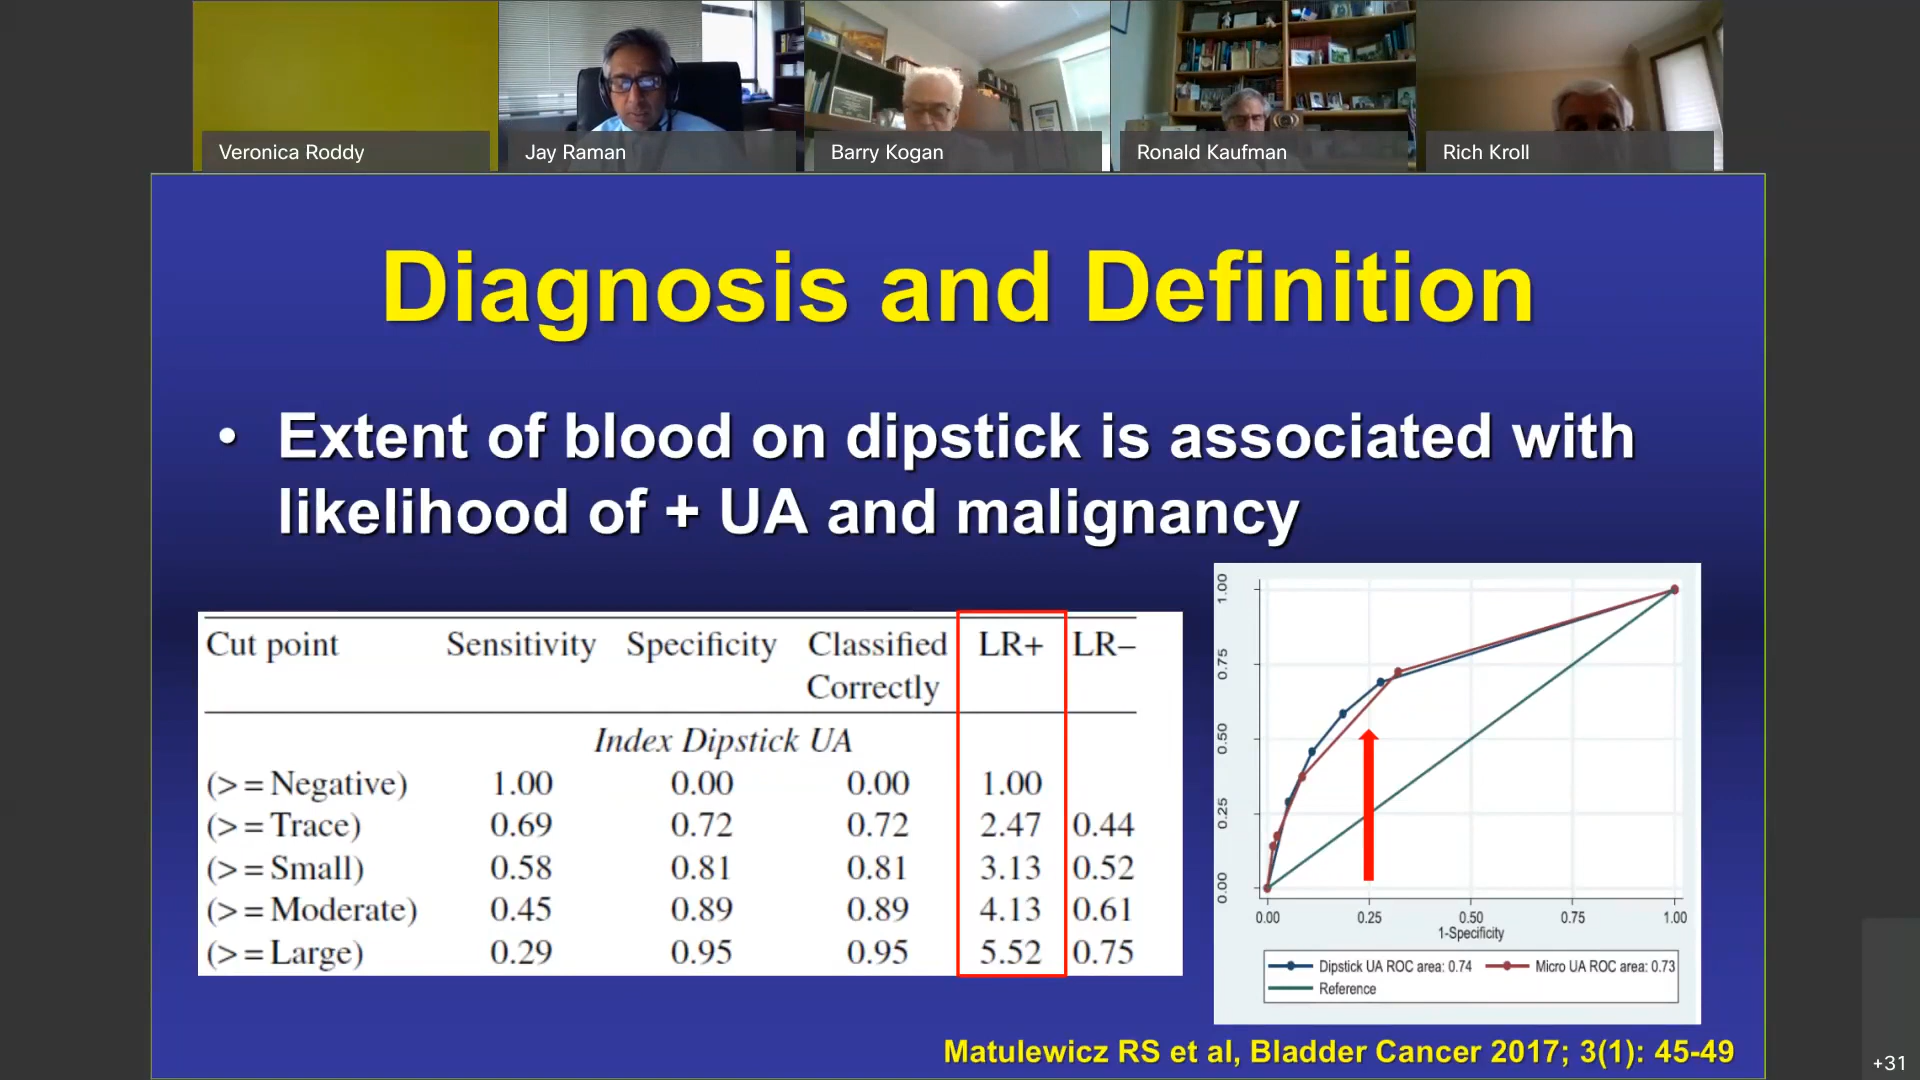 Veronica Roddy
Jay Raman
Barry Kogan
Ronald Kaufman
Rich Kroll
Diagnosis and Definition
• Extent of blood on dipstick is associated with
likelihood of + UA and malignancy
Cut point Sensitivity Specificity Classified LR+ LR–
Correctly
Index Dipstick UA
(>=Negative) 1.00 0.00 0.00 1.00
(>=Trace) 0.69 0.72 0.72 2.47 0.44
(>=Small) 0.58 0.81 0.81 3.13 0.52
(>=Moderate) 0.45 0.89 0.89 4.13 0.61
(>=Large) 0.29 0.95 0.95 5.52 0.75
1.00
0.75
0.50
0.25
0.00
0.00 0.25 0.50 0.75 1.00
1-Specificity
Dipstick UA ROC area: 0.74 Micro UA ROC area: 0.73
Reference
Matulewicz RS et al, Bladder Cancer 2017; 3(1): 45-49
+31